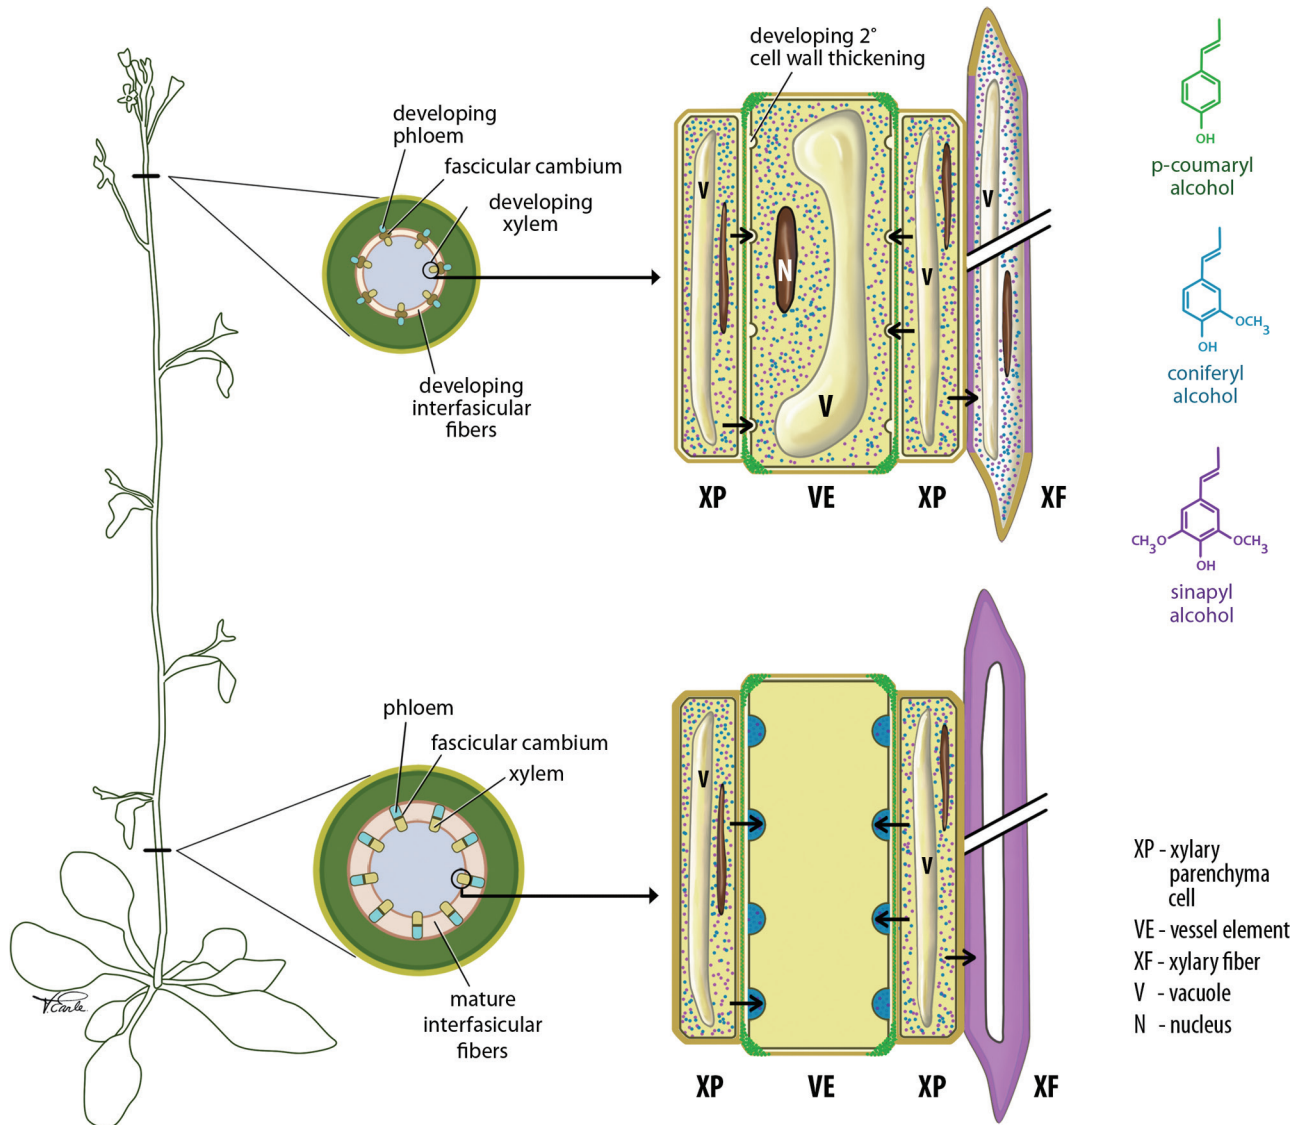 developing 2°
cell wall thickening
developing
phloem
fascicular cambium
developing
xylem
developing
interfasicular
fibers
V
N
V
V
V
XP
VE
XP
XF
OH
p-coumaryl
alcohol
OCH3
OH
coniferyl
alcohol
CH3O
OCH3
OH
sinapyl
alcohol
phloem
fascicular cambium
xylem
mature
interfasicular
fibers
V
V
XP
VE
XP
XF
XP - xylary
parenchyma
cell
VE - vessel element
XF - xylary fiber
V - vacuole
N - nucleus